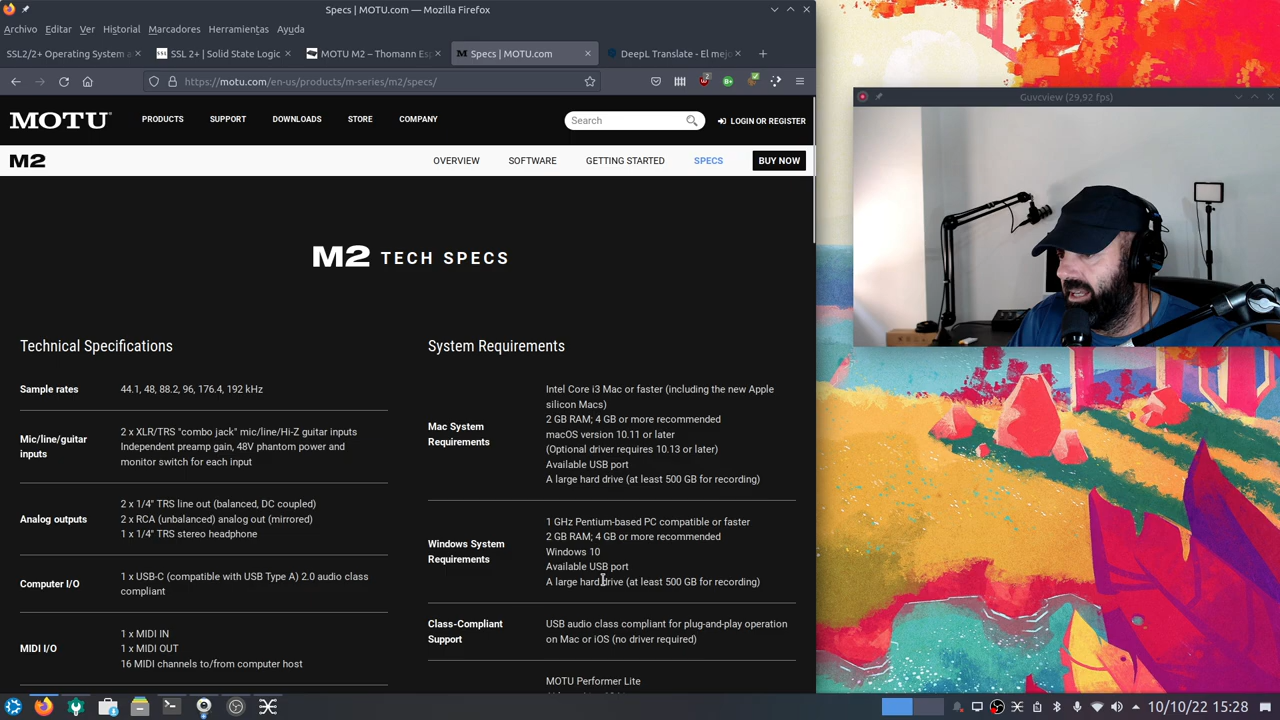 Specs | MOTU.com — Mozilla Firefox
Archivo Editar Ver Historial Marcadores Herramientas Ayuda
SSL2/2+ Operating System a
SSL 2+ | Solid State Logic
MOTU M2 – Thomann Es
M Specs | MOTU.com
DeepL Translate - El mejo
https://motu.com/en-us/products/m-series/m2/specs/
2
MOTU
PRODUCTS SUPPORT DOWNLOADS STORE COMPANY
Search
LOGIN OR REGISTER
M2
OVERVIEW SOFTWARE GETTING STARTED SPECS BUY NOW
M2 TECH SPECS
Technical Specifications
Sample rates
44.1, 48, 88.2, 96, 176.4, 192 kHz
Mic/line/guitar
inputs
2 x XLR/TRS "combo jack" mic/line/Hi-Z guitar inputs
Independent preamp gain, 48V phantom power and
monitor switch for each input
Analog outputs
2 x 1/4" TRS line out (balanced, DC coupled)
2 x RCA (unbalanced) analog out (mirrored)
1 x 1/4" TRS stereo headphone
Computer I/O
1 x USB-C (compatible with USB Type A) 2.0 audio class
compliant
MIDI I/O
1 x MIDI IN
1 x MIDI OUT
16 MIDI channels to/from computer host
System Requirements
Mac System
Requirements
Intel Core i3 Mac or faster (including the new Apple
silicon Macs)
2 GB RAM; 4 GB or more recommended
macOS version 10.11 or later
(Optional driver requires 10.13 or later)
Available USB port
A large hard drive (at least 500 GB for recording)
Windows System
Requirements
1 GHz Pentium-based PC compatible or faster
2 GB RAM; 4 GB or more recommended
Windows 10
Available USB port
A large hard drive (at least 500 GB for recording)
Class-Compliant
Support
USB audio class compliant for plug-and-play operation
on Mac or iOS (no driver required)
MOTU Performer Lite
Guvcview (29,92 fps)
10/10/22 15:28